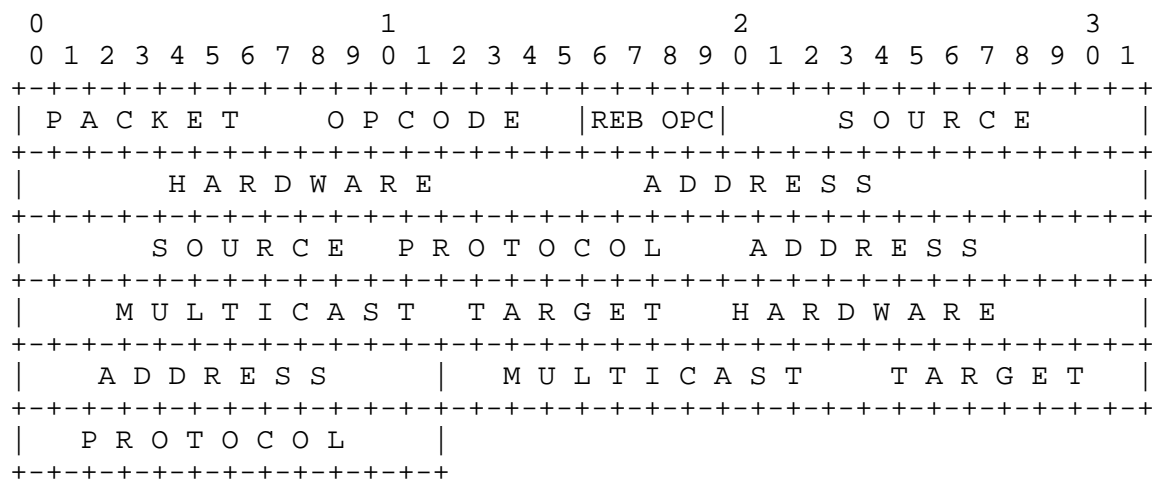 0                   1                   2                   3
0 1 2 3 4 5 6 7 8 9 0 1 2 3 4 5 6 7 8 9 0 1 2 3 4 5 6 7 8 9 0 1
+-+-+-+-+-+-+-+-+-+-+-+-+-+-+-+-+-+-+-+-+-+-+-+-+-+-+-+-+-+-+-+-+
| P A C K E T     O P C O D E   |REB OPC|      S O U R C E      |
+-+-+-+-+-+-+-+-+-+-+-+-+-+-+-+-+-+-+-+-+-+-+-+-+-+-+-+-+-+-+-+-+
|        H A R D W A R E            A D D R E S S               |
+-+-+-+-+-+-+-+-+-+-+-+-+-+-+-+-+-+-+-+-+-+-+-+-+-+-+-+-+-+-+-+-+
|       S O U R C E   P R O T O C O L     A D D R E S S         |
+-+-+-+-+-+-+-+-+-+-+-+-+-+-+-+-+-+-+-+-+-+-+-+-+-+-+-+-+-+-+-+-+
|     M U L T I C A S T   T A R G E T    H A R D W A R E        |
+-+-+-+-+-+-+-+-+-+-+-+-+-+-+-+-+-+-+-+-+-+-+-+-+-+-+-+-+-+-+-+-+
|    A D D R E S S      |   M U L T I C A S T     T A R G E T   |
+-+-+-+-+-+-+-+-+-+-+-+-+-+-+-+-+-+-+-+-+-+-+-+-+-+-+-+-+-+-+-+-+
|   P R O T O C O L     |
+-+-+-+-+-+-+-+-+-+-+-+-+